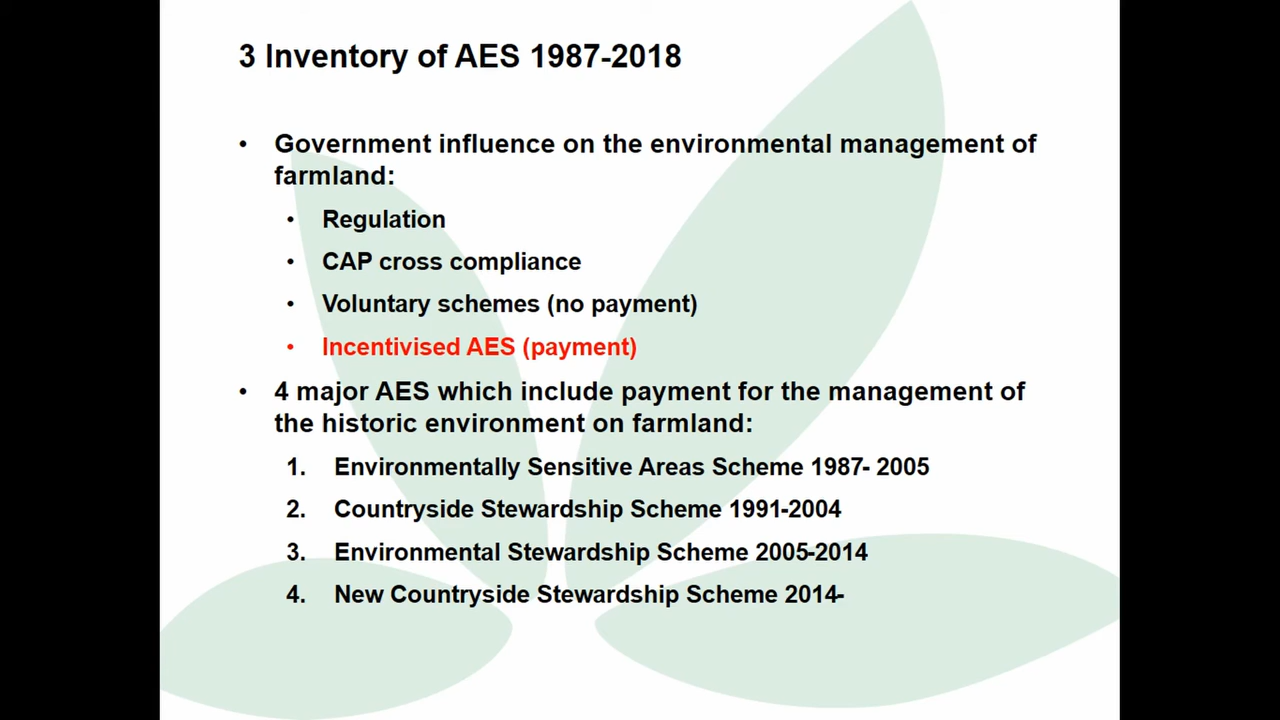 3 Inventory of AES 1987-2018
• Government influence on the environmental management of
farmland:
• Regulation
• CAP cross compliance
• Voluntary schemes (no payment)
• Incentivised AES (payment)
• 4 major AES which include payment for the management of
the historic environment on farmland:
1. Environmentally Sensitive Areas Scheme 1987- 2005
2. Countryside Stewardship Scheme 1991-2004
3. Environmental Stewardship Scheme 2005-2014
4. New Countryside Stewardship Scheme 2014-